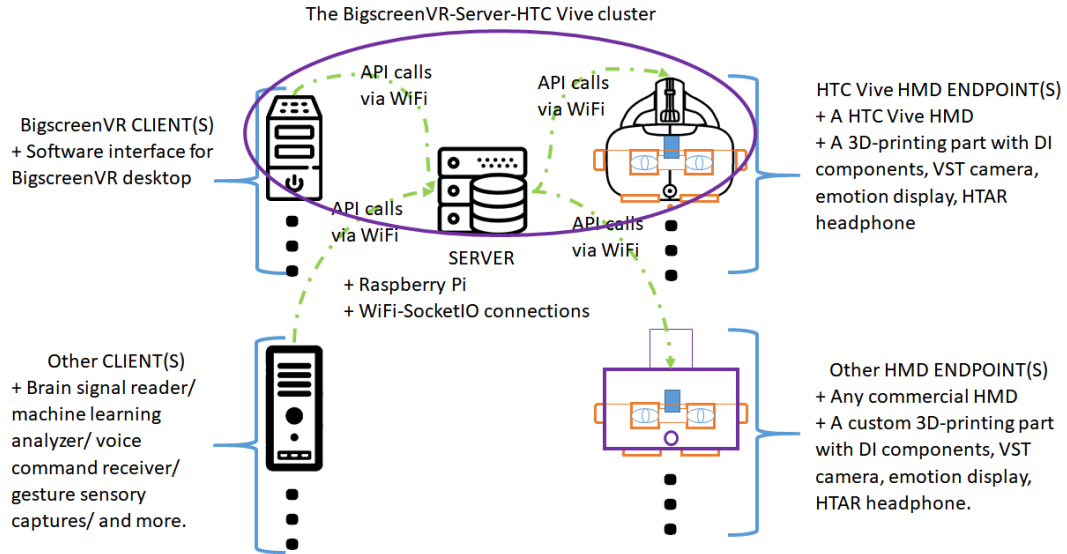 The BigscreenVR-Server-HTC Vive cluster
BigscreenVR CLIENT(S)
+ Software interface for
BigscreenVR desktop
API calls
via WiFi
API calls
via WiFi
HTC Vive HMD ENDPOINT(S)
+ A HTC Vive HMD
+ A 3D-printing part with DI
components, VST camera,
emotion display, HTAR
headphone
API calls
via WiFi
API calls
via WiFi
SERVER
+ Raspberry Pi
+ WiFi-SocketIO connections
Other CLIENT(S)
+ Brain signal reader/
machine learning
analyzer/ voice
command receiver/
gesture sensory
captures/ and more.
Other HMD ENDPOINT(S)
+ Any commercial HMD
+ A custom 3D-printing part
with DI components, VST
camera, emotion display,
HTAR headphone.